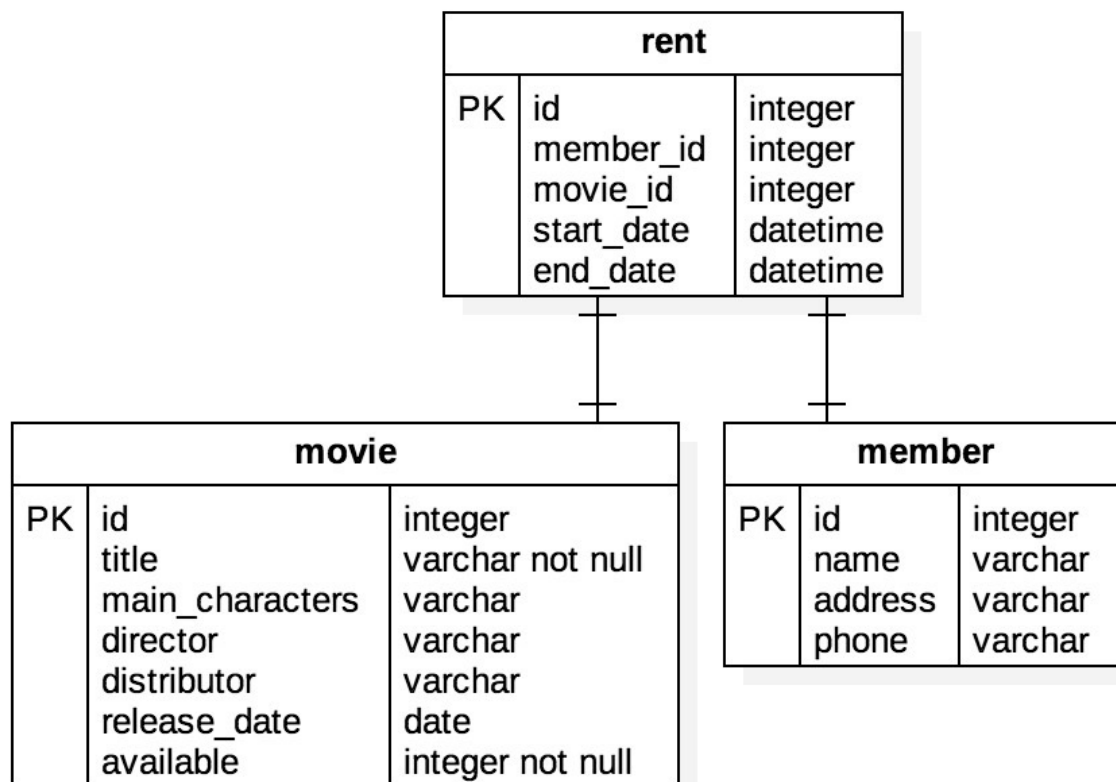 rent
PK id integer
member_id integer
movie_id integer
start_date datetime
end_date datetime
movie
PK id integer
title varchar not null
main_characters varchar
director varchar
distributor varchar
release_date date
available integer not null
member
PK id integer
name varchar
address varchar
phone varchar